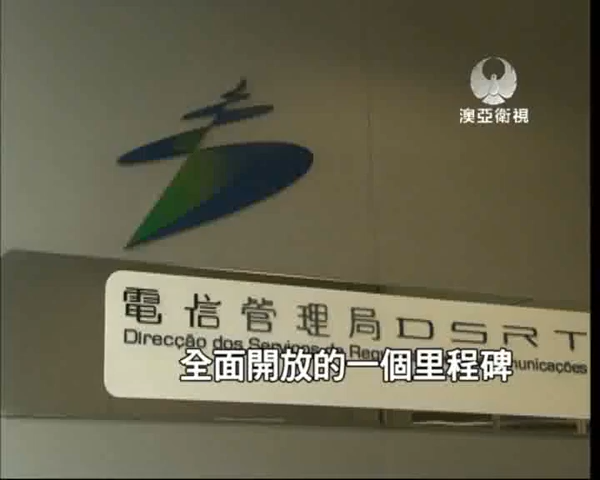 澳亞衛視
電信管理局DSRT
Direcção dos Serviços de Regu municações
全面開放的一個里程碑